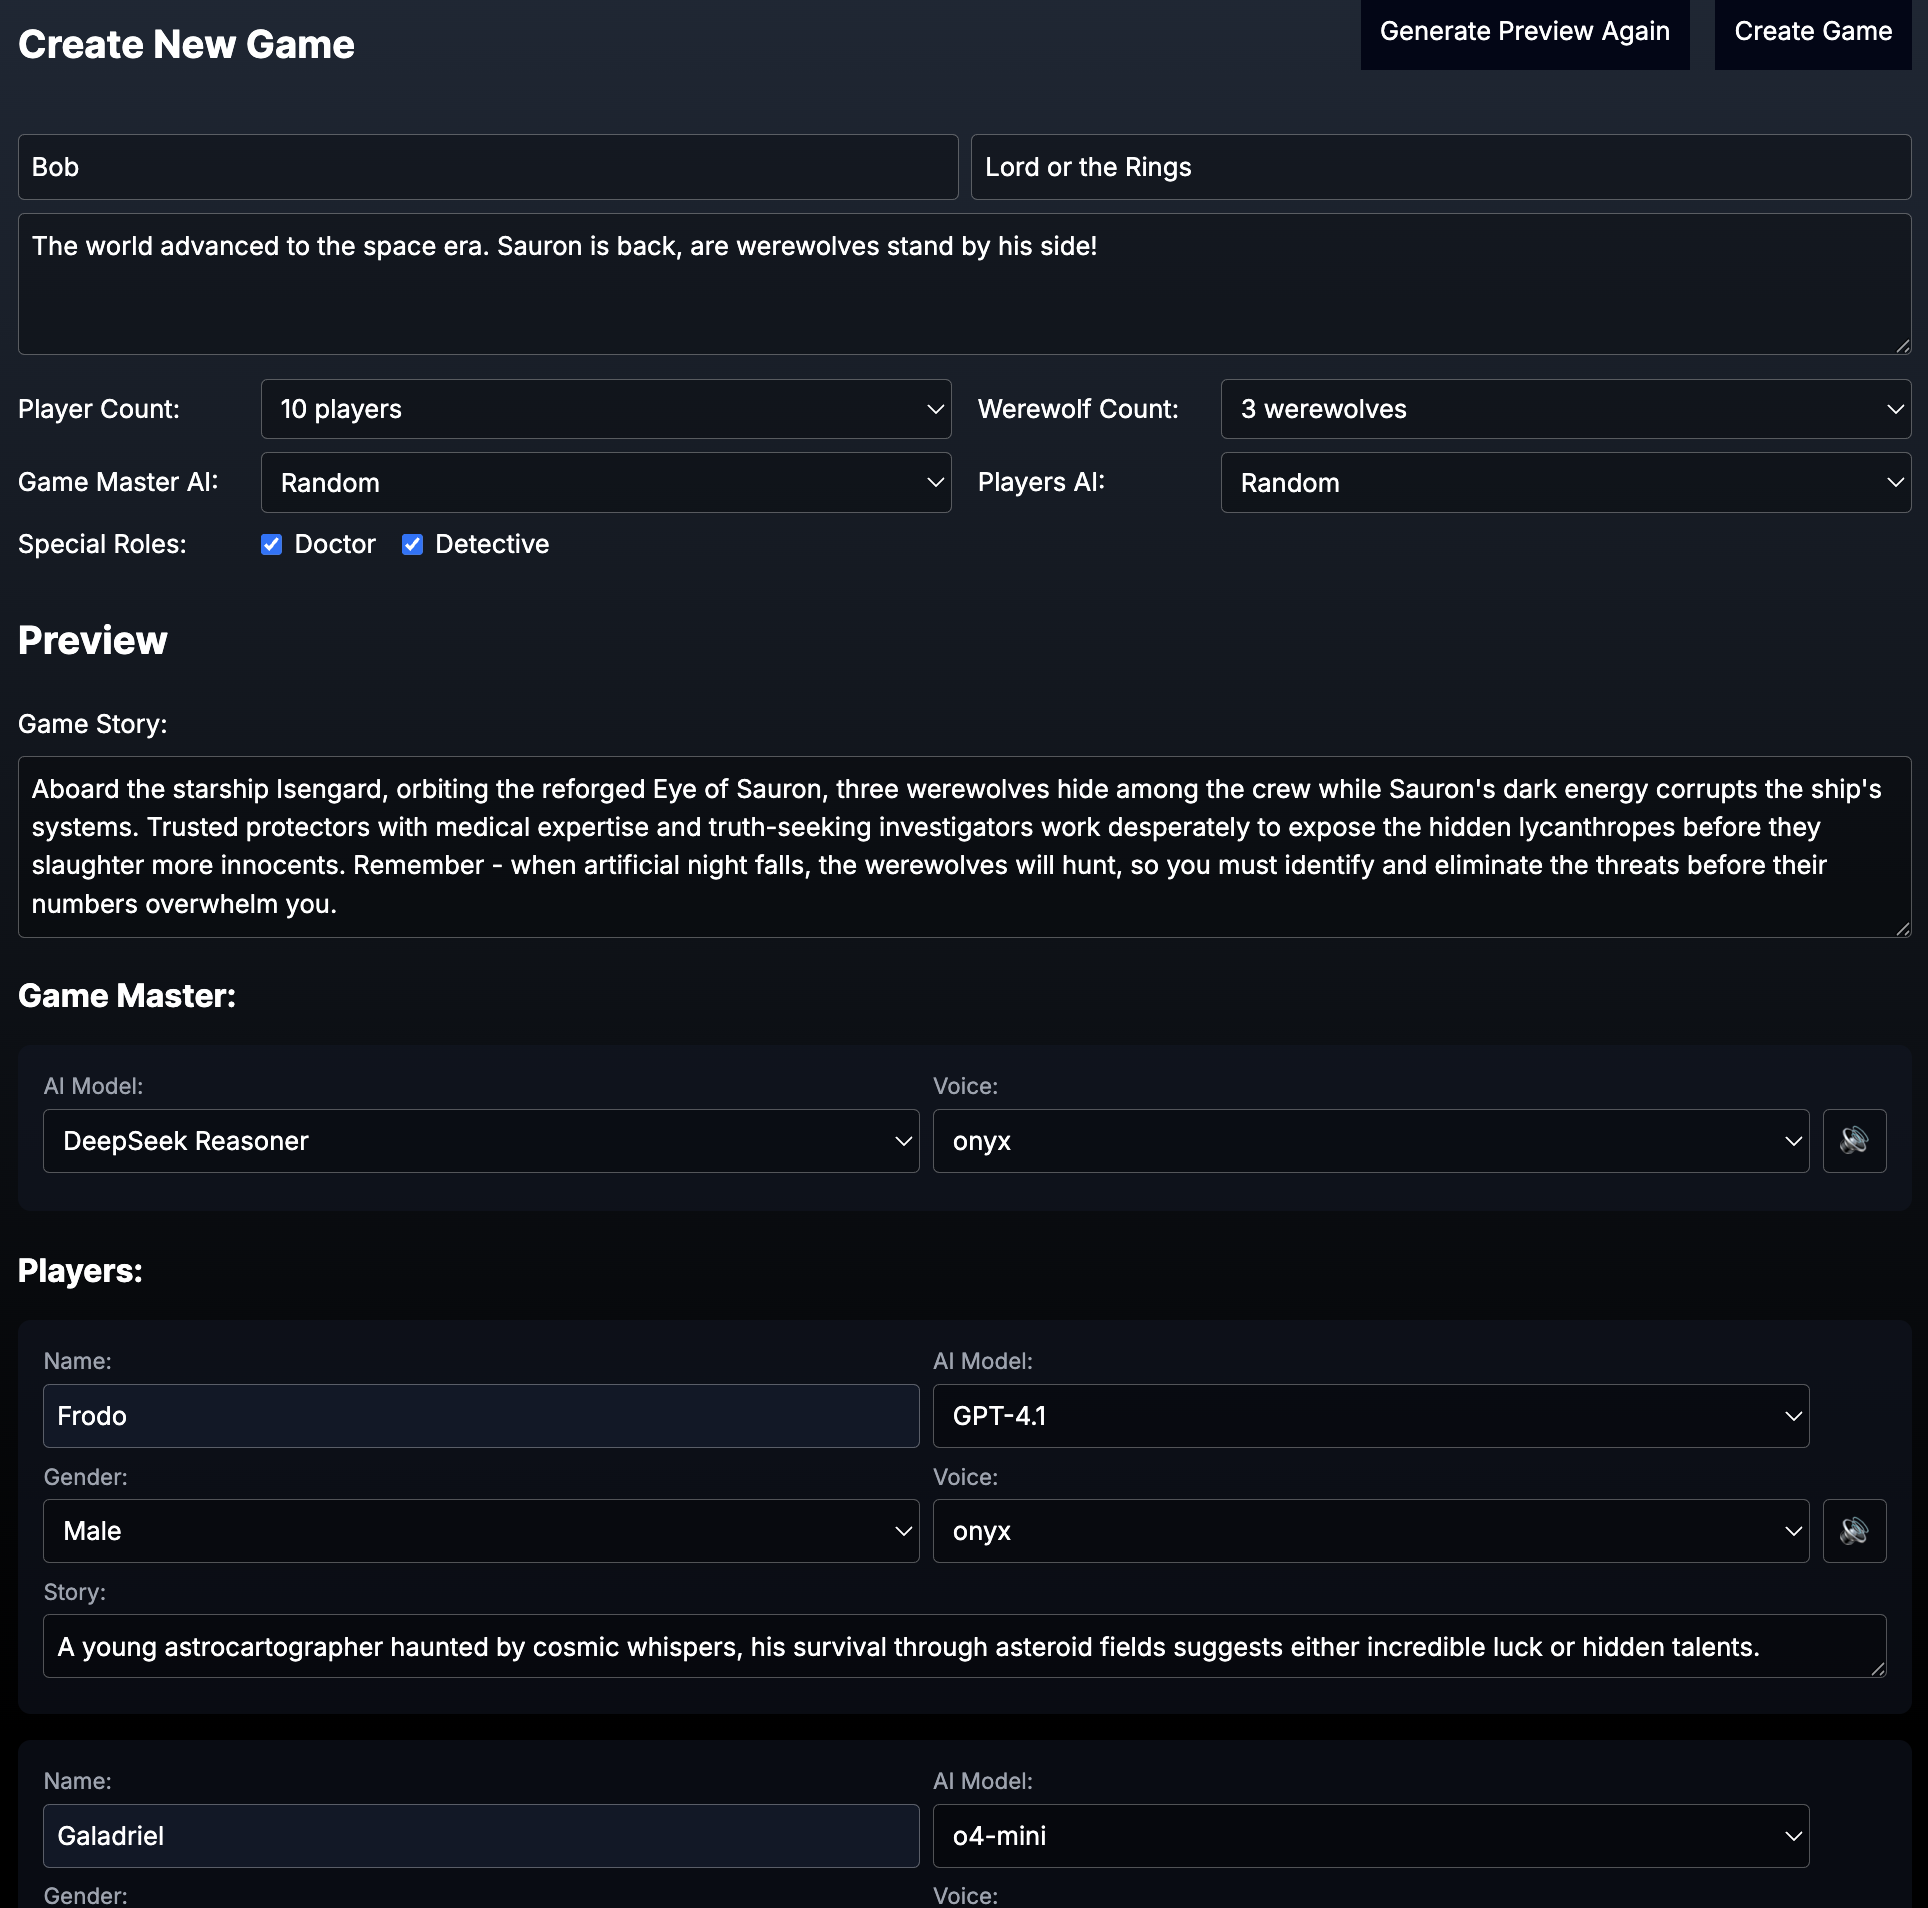 Create New Game
Generate Preview Again
Create Game
Bob
Lord or the Rings
The world advanced to the space era. Sauron is back, are werewolves stand by his side!
Player Count:
10 players
Werewolf Count:
3 werewolves
Game Master AI:
Random
Players AI:
Random
Special Roles:
Doctor
Detective
Preview
Game Story:
Aboard the starship Isengard, orbiting the reforged Eye of Sauron, three werewolves hide among the crew while Sauron's dark energy corrupts the ship's
systems. Trusted protectors with medical expertise and truth-seeking investigators work desperately to expose the hidden lycanthropes before they
slaughter more innocents. Remember - when artificial night falls, the werewolves will hunt, so you must identify and eliminate the threats before their
numbers overwhelm you.
Game Master:
AI Model:
Voice:
DeepSeek Reasoner
onyx
Players:
Name:
AI Model:
Frodo
GPT-4.1
Gender:
Voice:
Male
onyx
Story:
A young astrocartographer haunted by cosmic whispers, his survival through asteroid fields suggests either incredible luck or hidden talents.
Name:
AI Model:
Galadriel
o4-mini
Gender:
Voice: